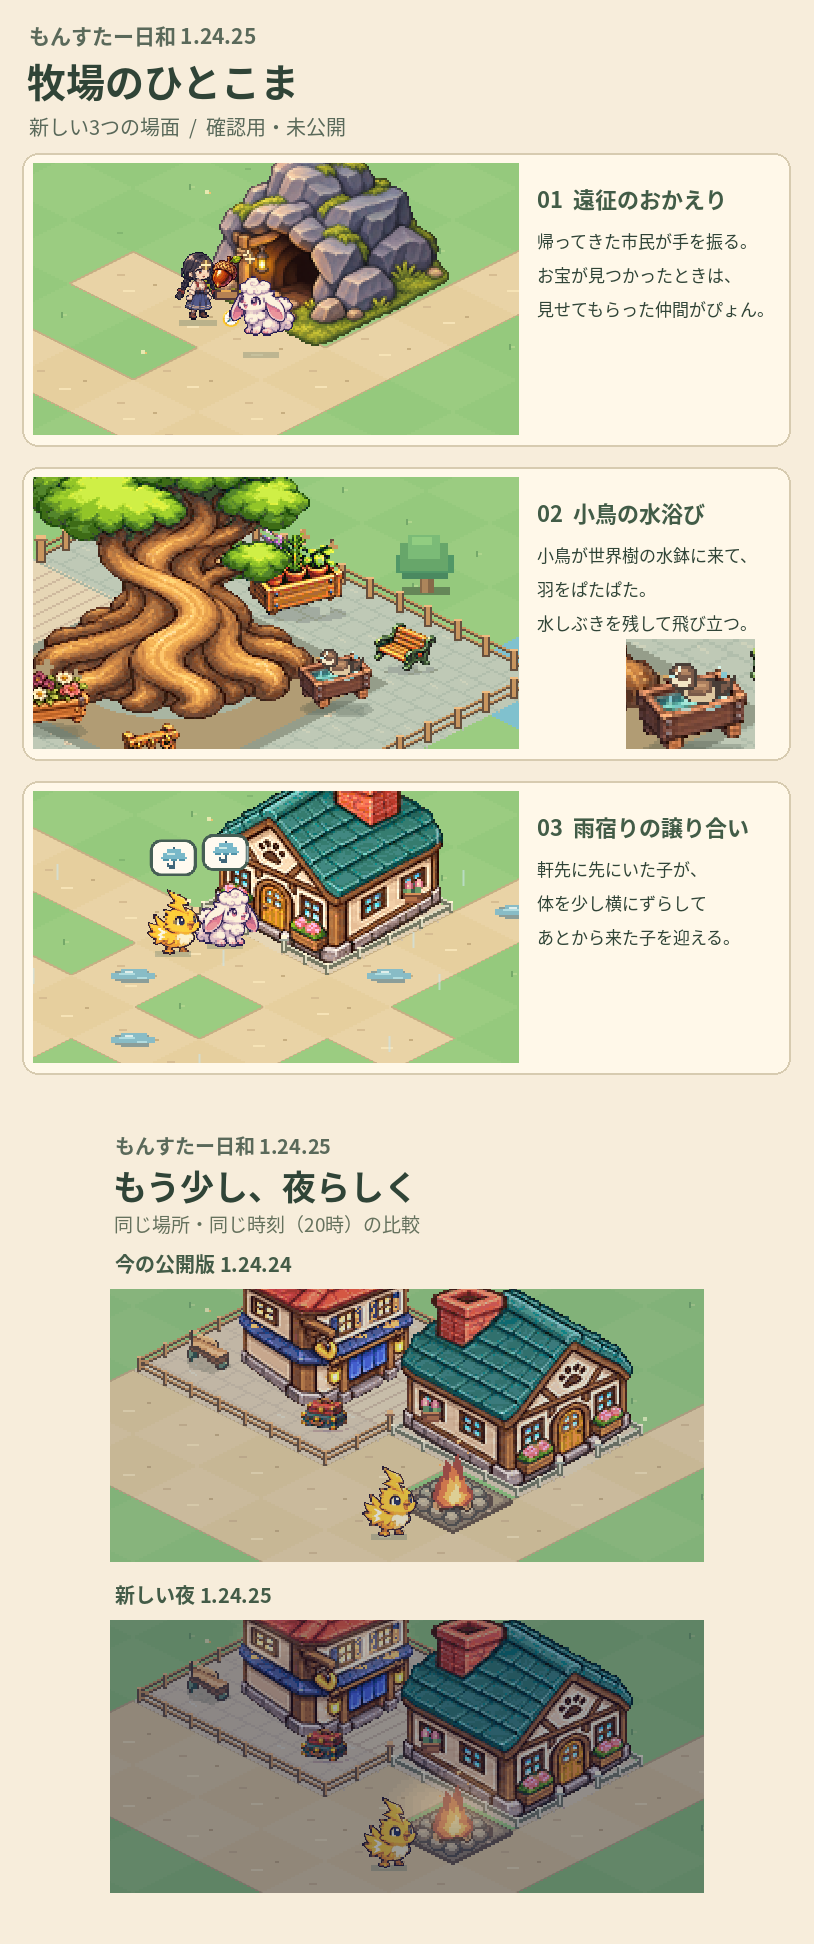 もんすたー日和 1.24.25
牧場のひとこま
新しい3つの場面 / 確認用・未公開
01 遠征のおかえり
帰ってきた市民が手を振る。
お宝が見つかったときは、
見せてもらった仲間がぴょん。
02 小鳥の水浴び
小鳥が世界樹の水鉢に来て、
羽をぱたぱた。
水しぶきを残して飛び立つ。
03 雨宿りの譲り合い
軒先に先にいた子が、
体を少し横にずらして
あとから来た子を迎える。
もんすたー日和 1.24.25
もう少し、夜らしく
同じ場所・同じ時刻（20時）の比較
今の公開版 1.24.24
新しい夜 1.24.25